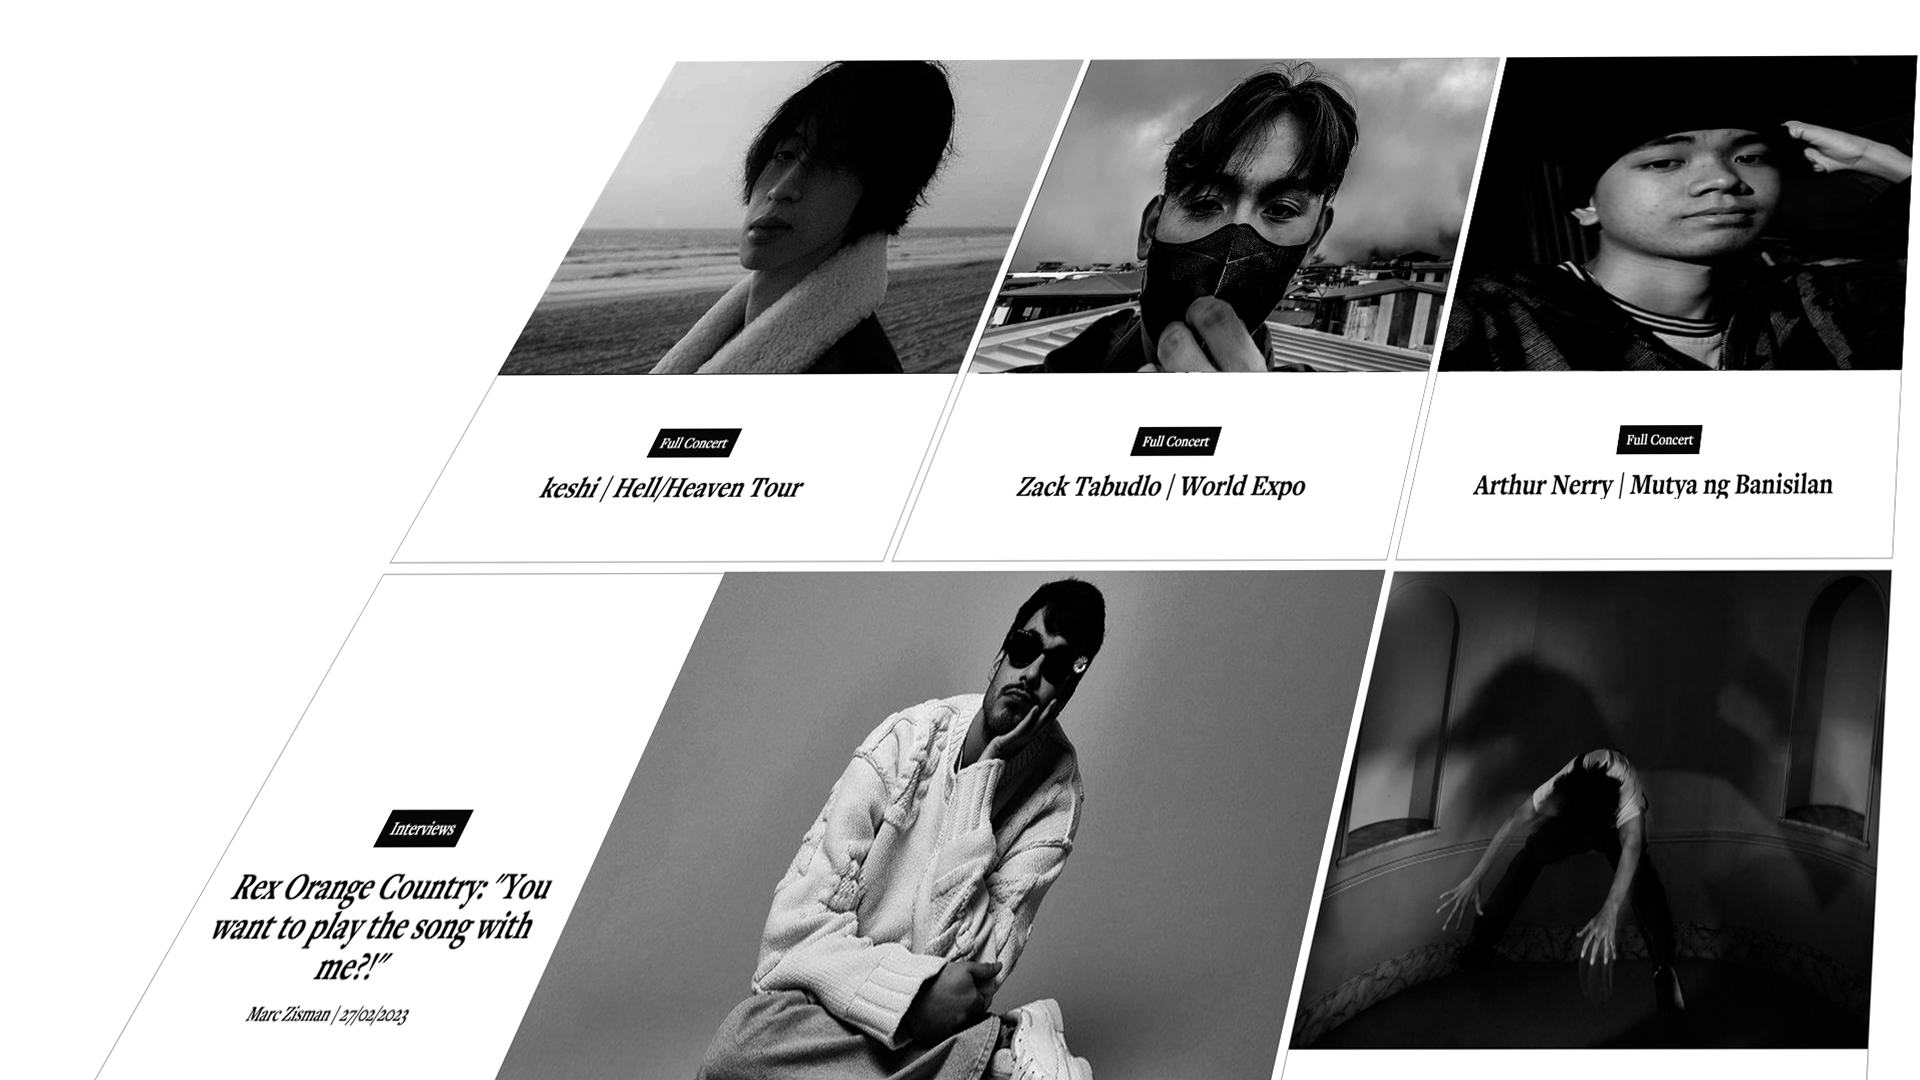 Full Concert
keshi | Hell/Heaven Tour
Full Concert
Zack Tabudlo | World Expo
Full Concert
Arthur Nerry | Mutya ng Banisilan
Interviews
Rex Orange Country: "You
want to play the song with
me?!"
Marc Zisman | 27/02/2023